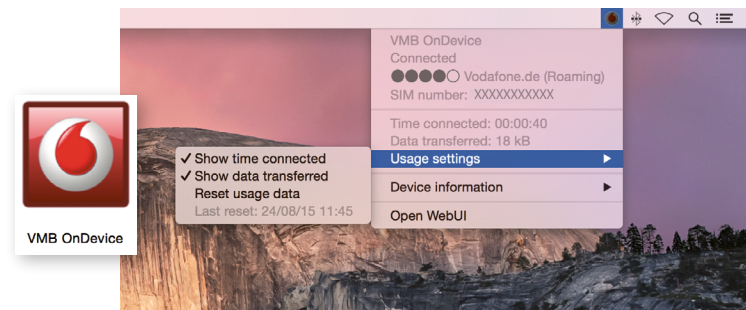 VMB OnDevice
Connected
Vodafone.de (Roaming)
SIM number: XXXXXXXXXXX
Time connected: 00:00:40
Data transferred: 18 kB
Usage settings
Device information
Open WebUI
✓ Show time connected
✓ Show data transferred
Reset usage data
Last reset: 24/08/15 11:45
VMB OnDevice